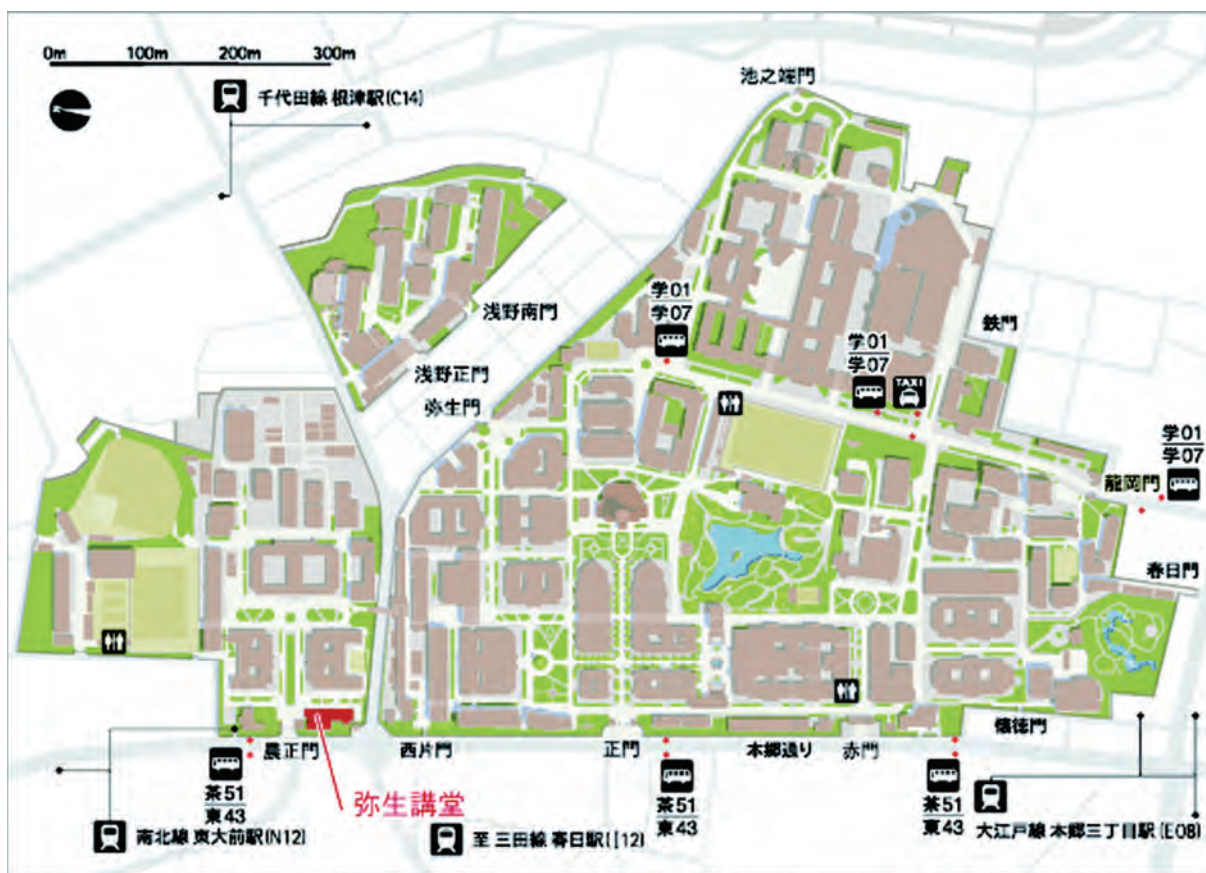 0m 100m 200m 300m
千代田線 根津駅(C14)
池之端門
浅野南門
学01
学07
学01
学07
TAXI
鉄門
浅野正門
弥生門
学01
学07
龍岡門
春日門
農正門
西片門
正門
本郷通り
赤門
懐徳門
茶51
東43
弥生講堂
茶51
東43
茶51
東43
南北線 東大前駅(N12)
至 三田線 春日駅(I12)
大江戸線 本郷三丁目駅(E08)